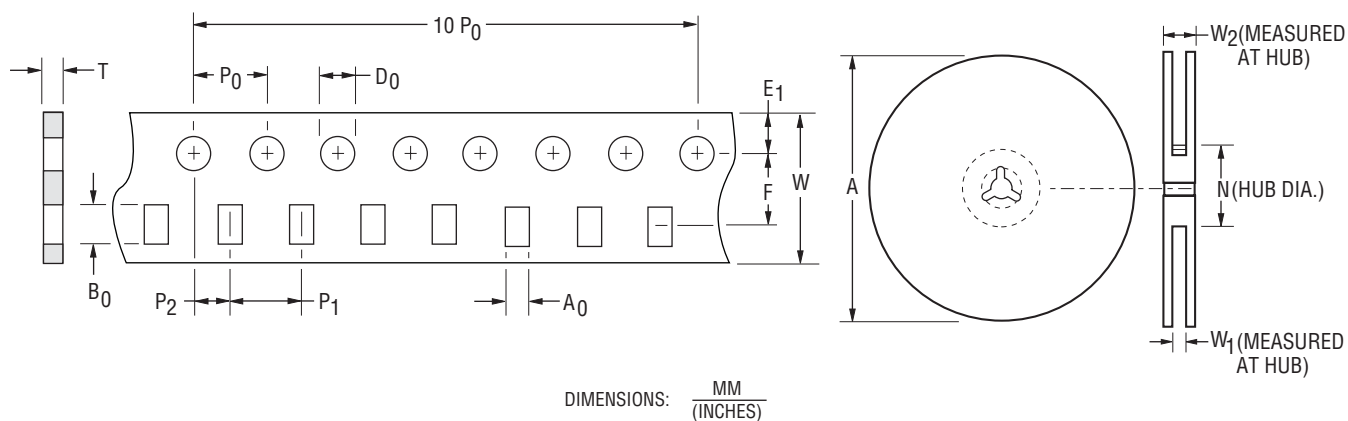 10 P0
W2(MEASURED
AT HUB)
T
P0
D0
E1
A
W
F
N(HUB DIA.)
B0
P2
P1
A0
W1(MEASURED
AT HUB)
DIMENSIONS: MM
(INCHES)